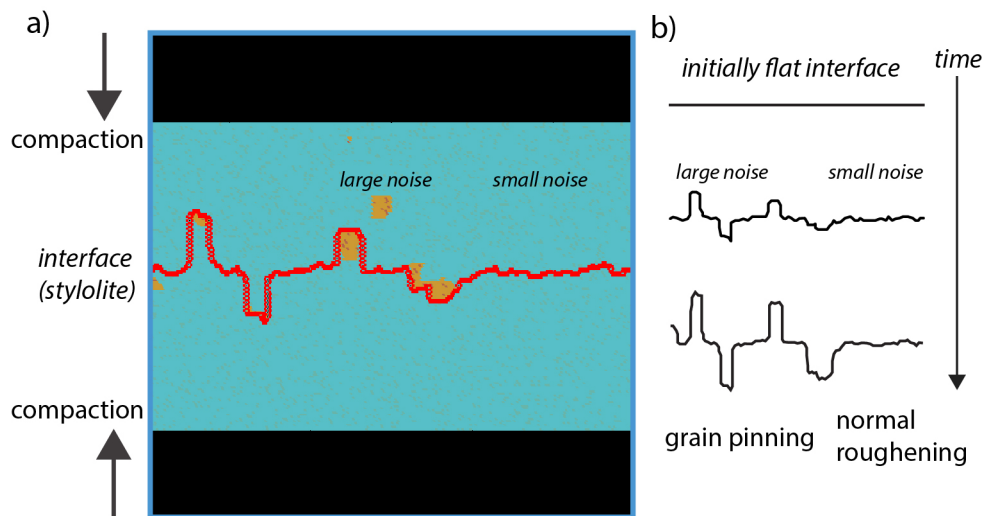 a)
compaction
large noise
small noise
interface
(stylolite)
compaction
b)
time
initially flat interface
large noise
small noise
grain pinning
normal
roughening